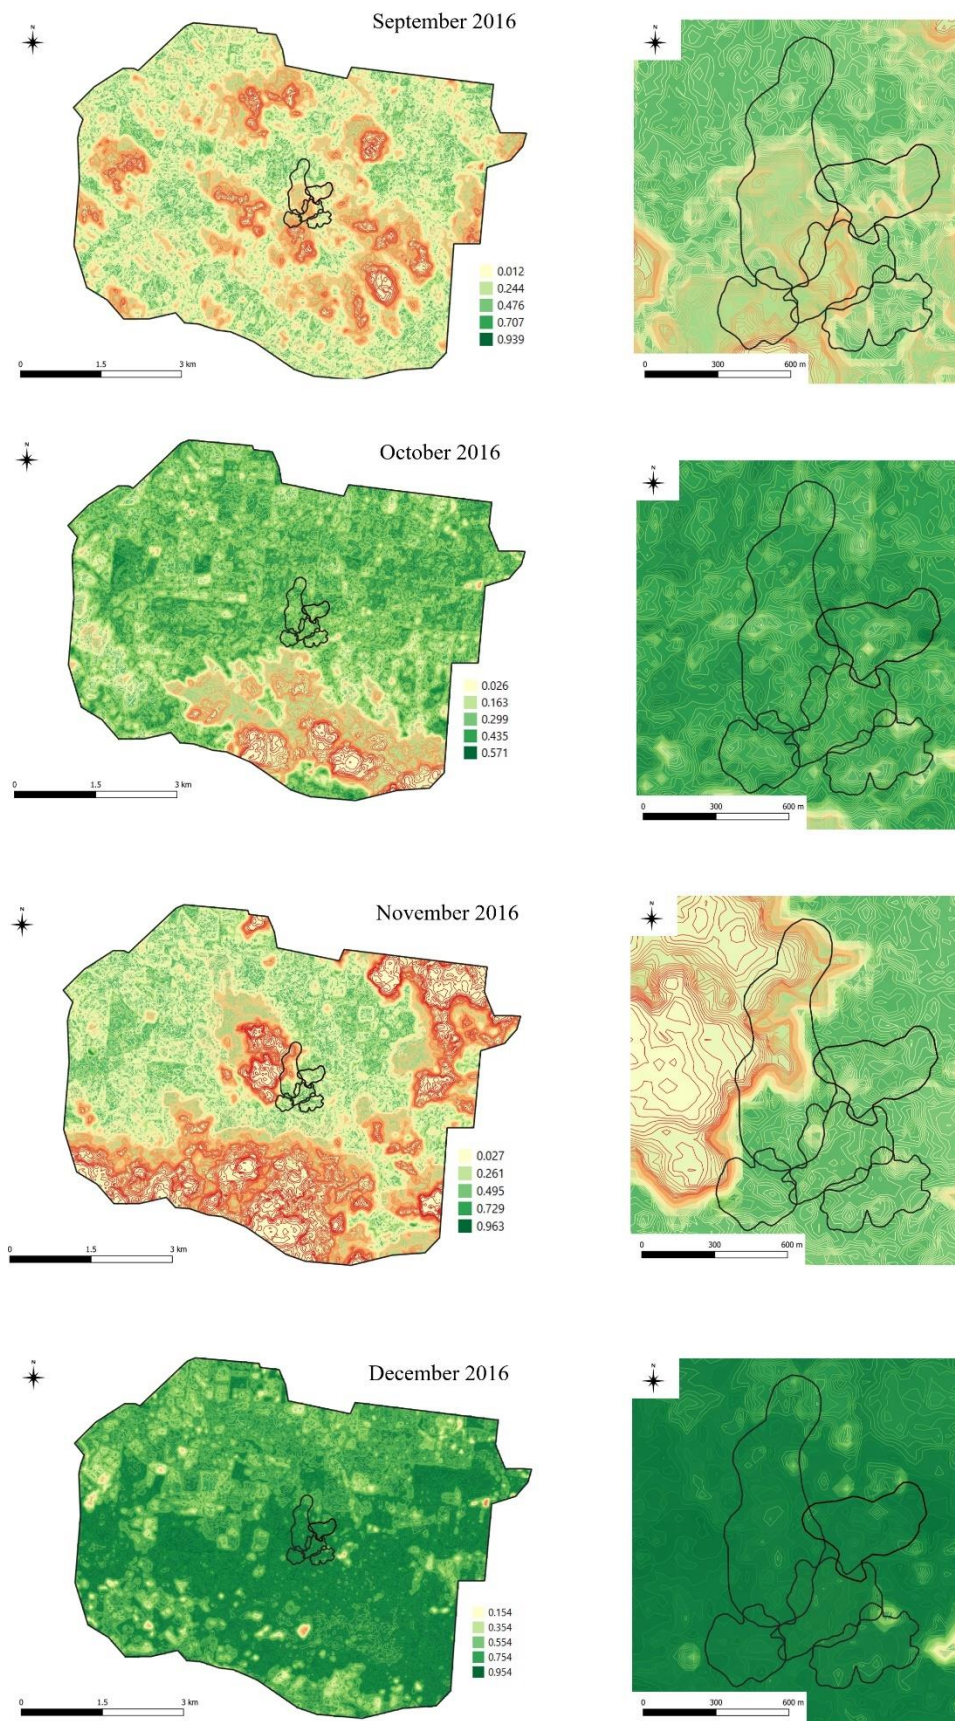 September 2016
N
N
0.012
0.244
0.476
0.707
0.939
0 1.5 3 km
0 300 600 m
October 2016
N
N
0.026
0.163
0.299
0.435
0.571
0 1.5 3 km
0 300 600 m
November 2016
N
N
0.027
0.261
0.495
0.729
0.963
0 1.5 3 km
0 300 600 m
December 2016
N
N
0.154
0.354
0.554
0.754
0.954
0 1.5 3 km
0 300 600 m